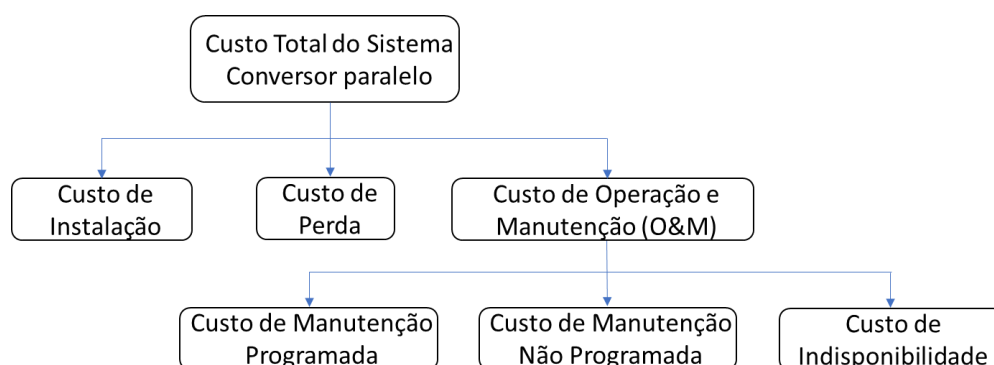 Custo Total do Sistema
Conversor paralelo
Custo de
Instalação
Custo de
Perda
Custo de Operação e
Manutenção (O&M)
Custo de Manutenção
Programada
Custo de Manutenção
Não Programada
Custo de
Indisponibilidade